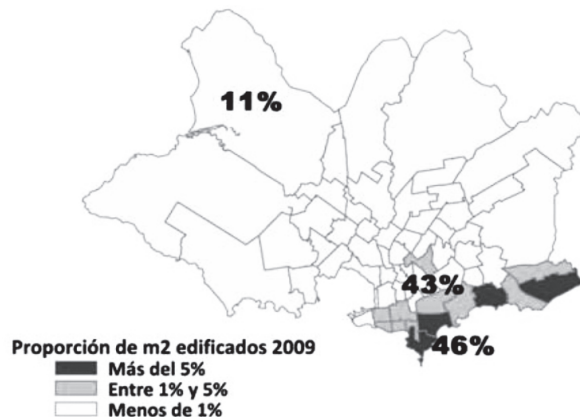 11%
43%
46%
Proporción de m2 edificados 2009
Más del 5%
Entre 1% y 5%
Menos de 1%